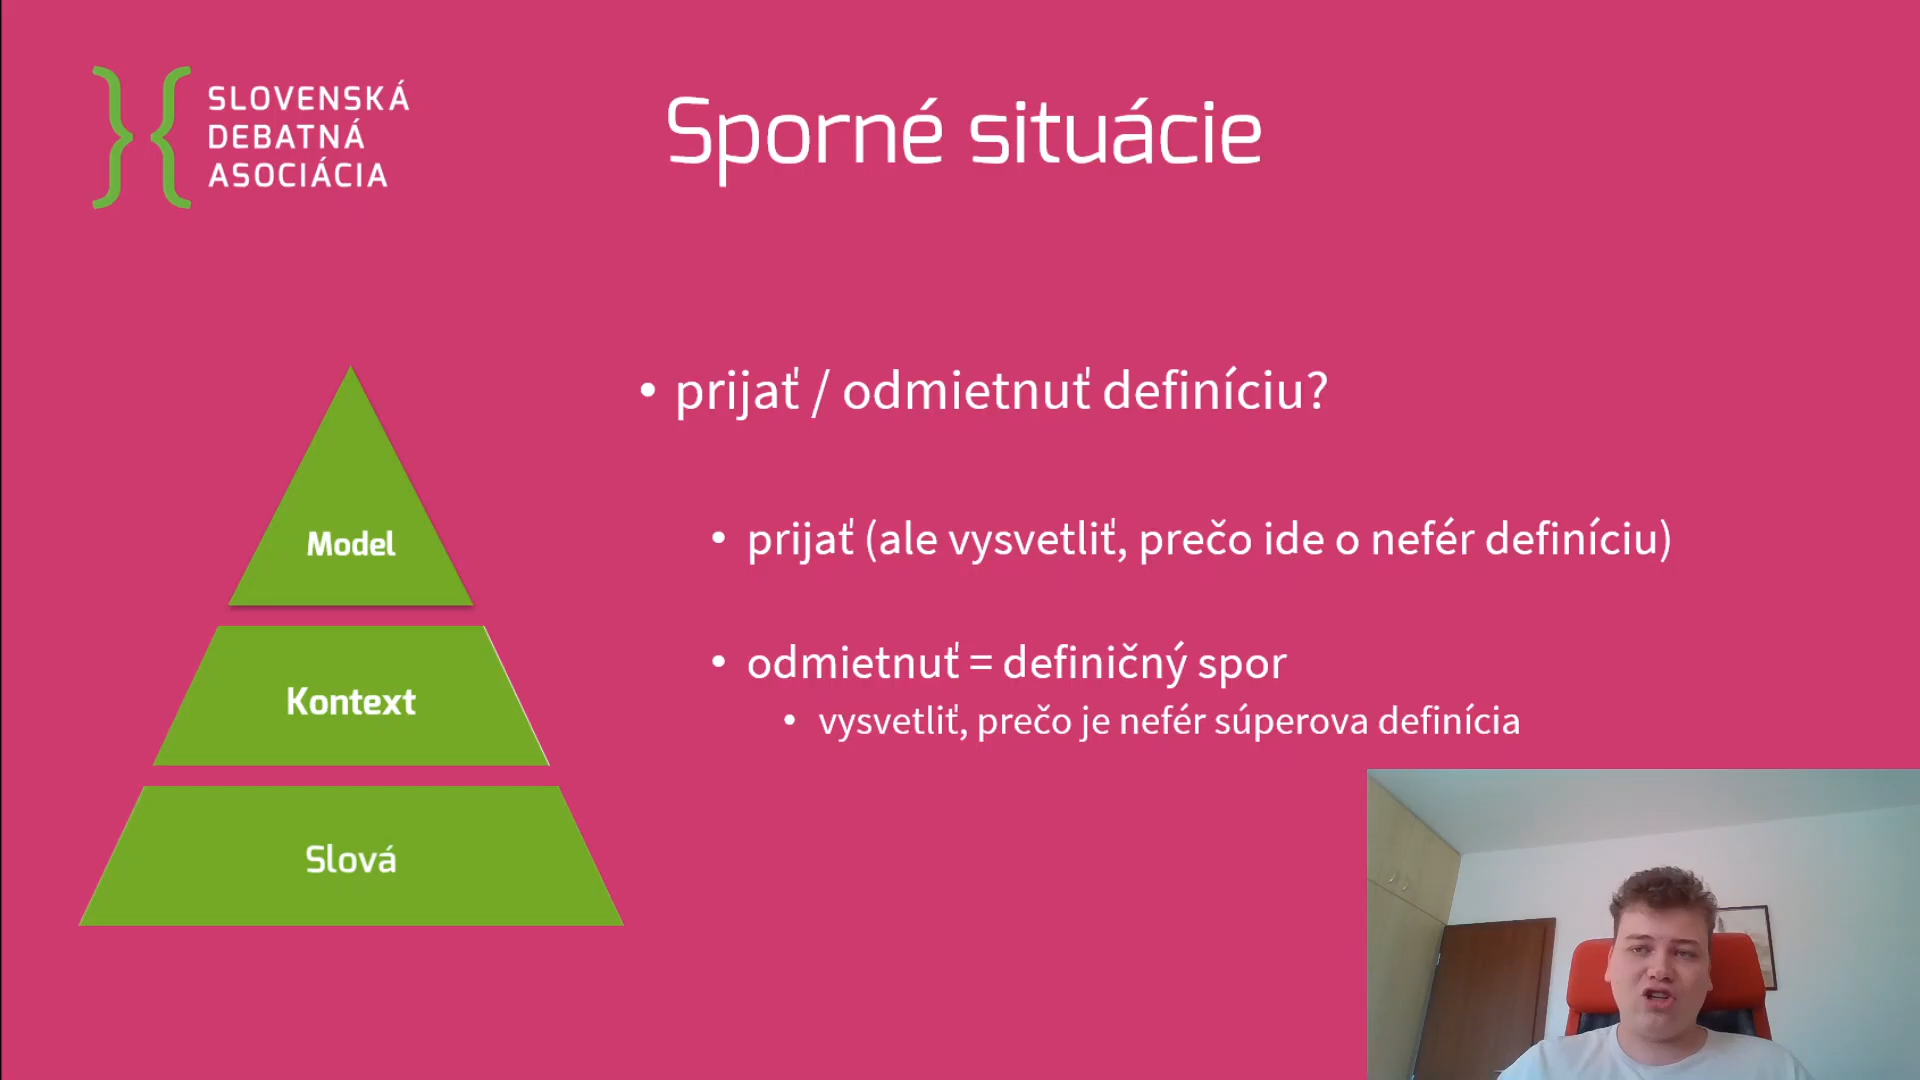 SLOVENSKÁ
DEBATNÁ
ASOCIÁCIA
Sporné situácie
Model
Kontext
Slová
• prijať / odmietnuť definíciu?
• prijať (ale vysvetliť, prečo ide o nefér definíciu)
• odmietnuť = definičný spor
• vysvetliť, prečo je nefér súperova definícia